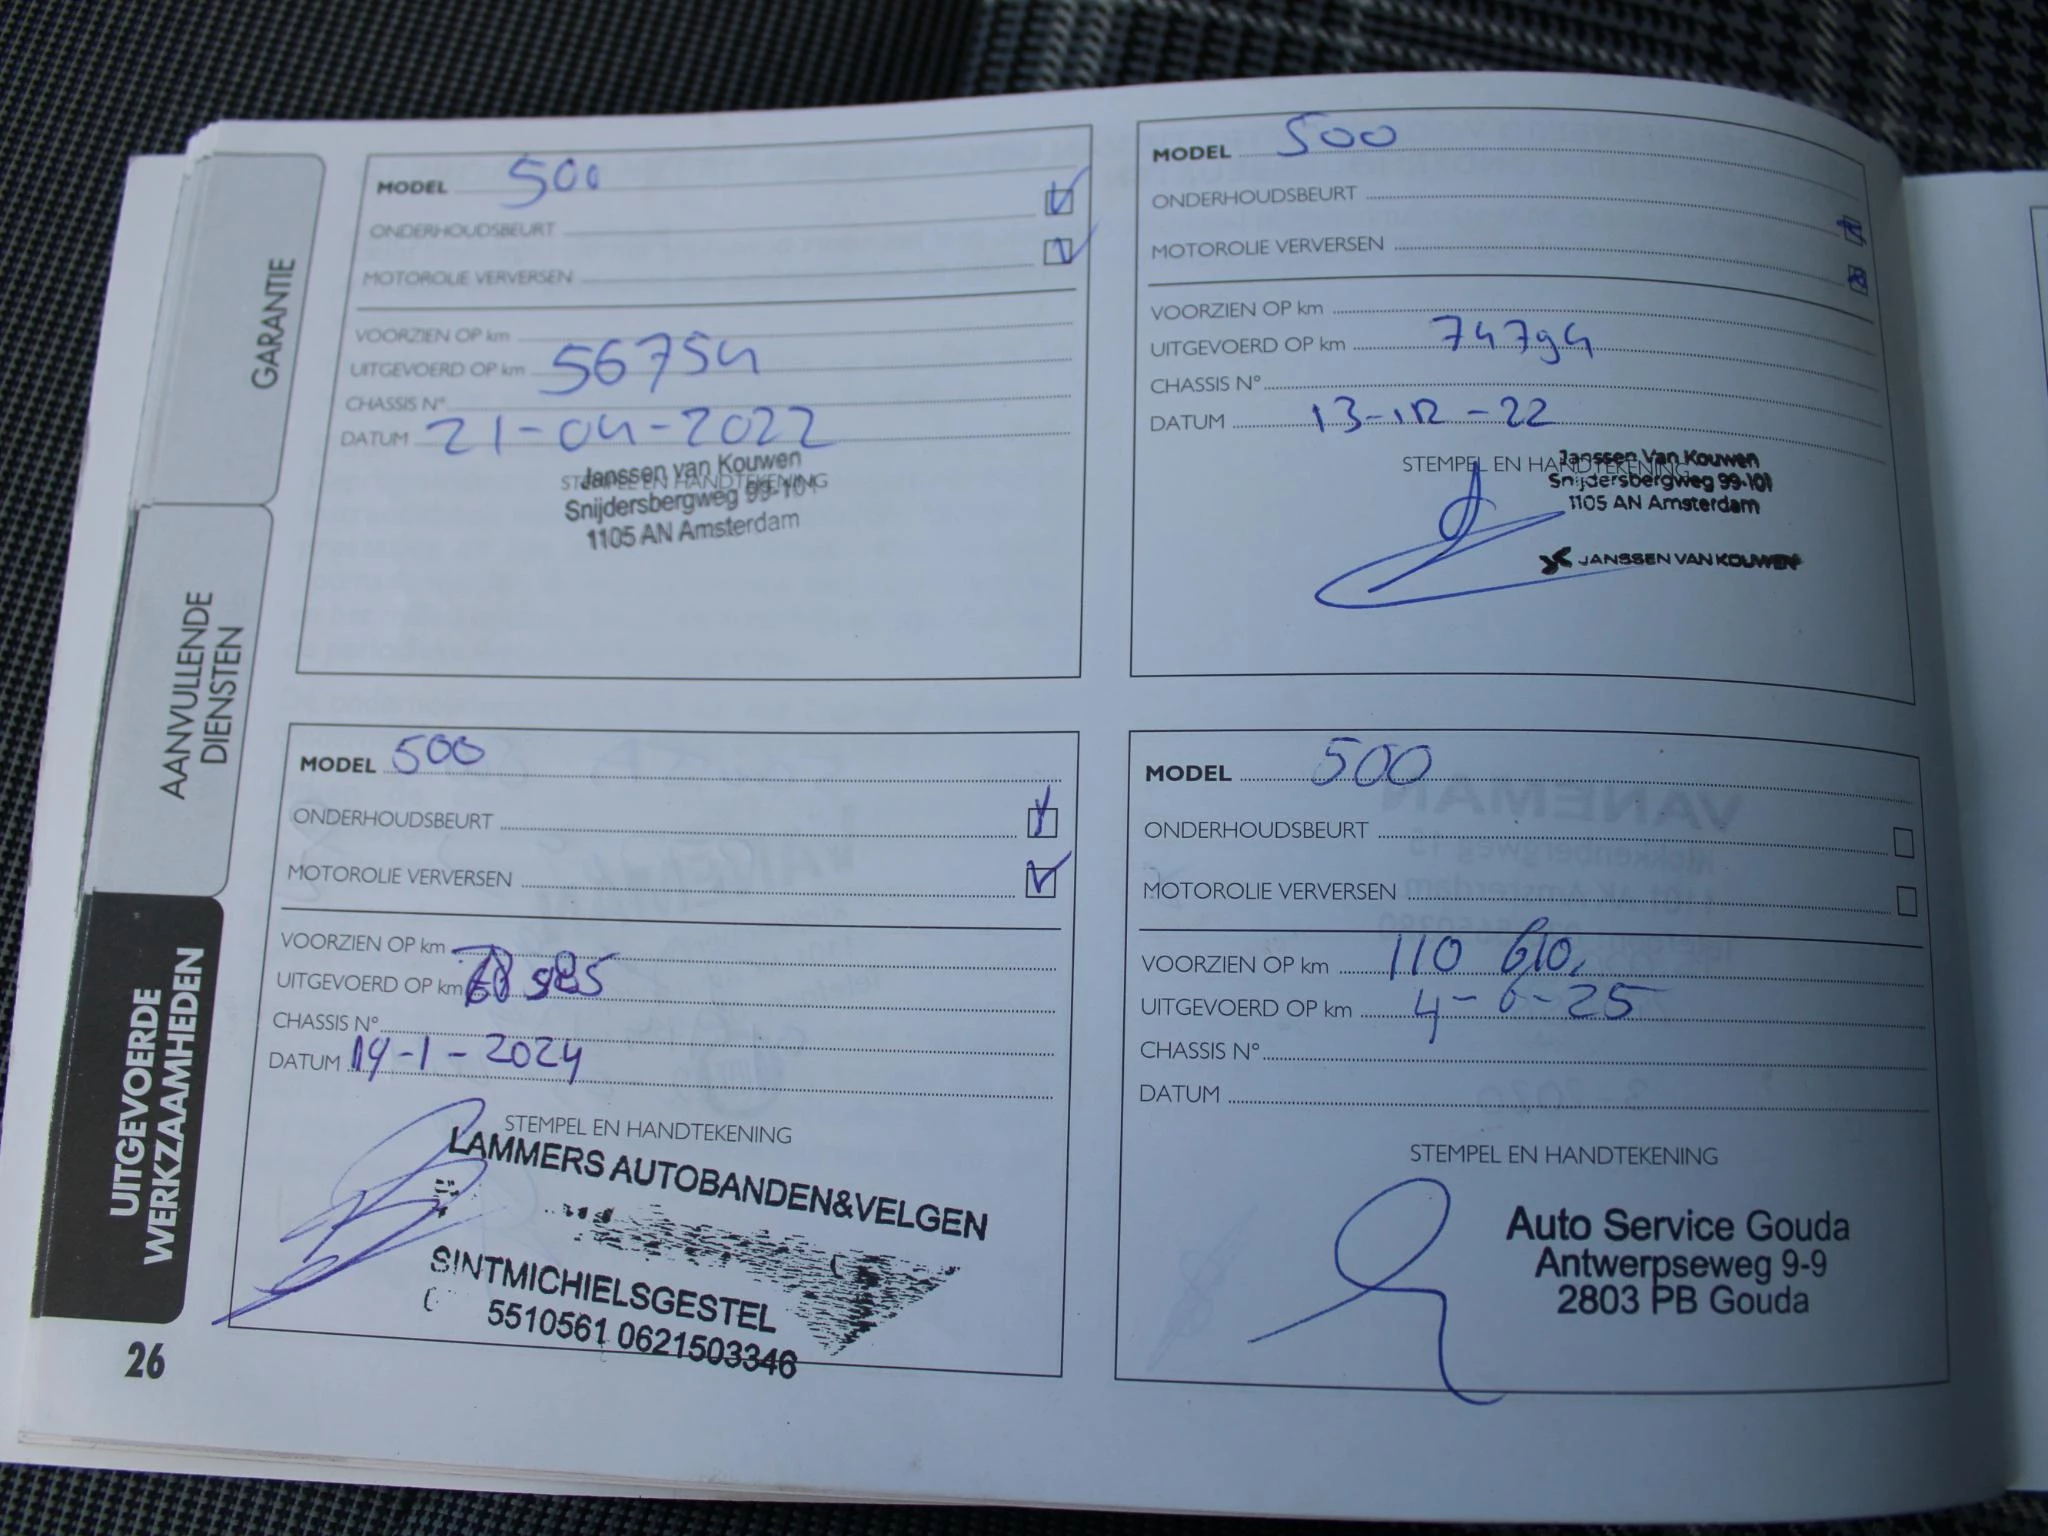 GARANTIE
AANVULLENDE
DIENSTEN
UITGEVOERDE
WERKZAAMHEDEN
26
MODEL 500
ONDERHOUDSBEURT
MOTOROLIE VERVERSEN
VOORZIEN OP km
UITGEVOERD OP km 56754
CHASSIS N°
DATUM 21-04-2022
STEMPEL EN HANDTEKENING
Janssen van Kouwen
Snijdersbergweg 99-101
1105 AN Amsterdam
MODEL 500
ONDERHOUDSBEURT
MOTOROLIE VERVERSEN
VOORZIEN OP km
UITGEVOERD OP km 74794
CHASSIS N°
DATUM 13-12-22
STEMPEL EN HANDTEKENING
Janssen Van Kouwen
Snijdersbergweg 99-101
1105 AN Amsterdam
JANSSEN VAN KOUWEN
MODEL 500
ONDERHOUDSBEURT
MOTOROLIE VERVERSEN
VOORZIEN OP km
UITGEVOERD OP km
CHASSIS N°
DATUM 19-1-2024
STEMPEL EN HANDTEKENING
LAMMERS AUTOBANDEN&VELGEN
SINTMICHIELSGESTEL
5510561 0621503346
MODEL 500
ONDERHOUDSBEURT
MOTOROLIE VERVERSEN
VOORZIEN OP km 110 610,
UITGEVOERD OP km 4-6-25
CHASSIS N°
DATUM
STEMPEL EN HANDTEKENING
Auto Service Gouda
Antwerpseweg 9-9
2803 PB Gouda